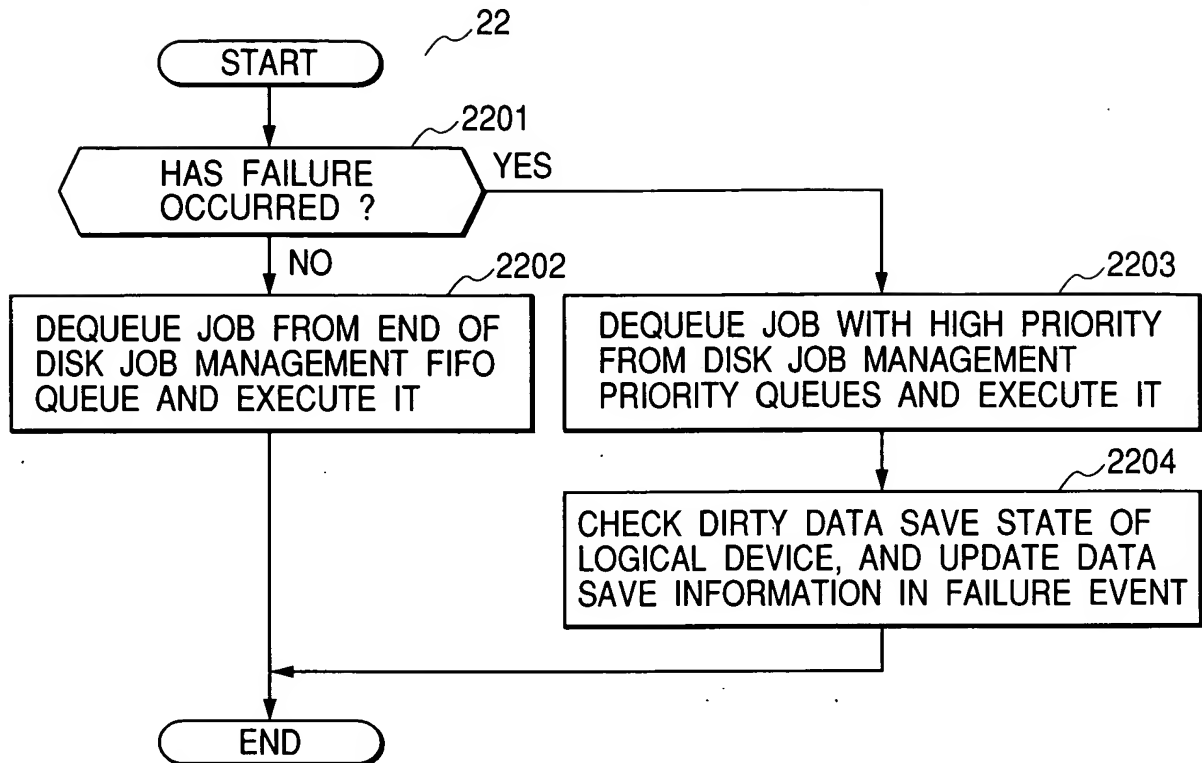 22
START
2201
HAS FAILURE
OCCURRED ?
YES
NO
2202
DEQUEUE JOB FROM END OF
DISK JOB MANAGEMENT FIFO
QUEUE AND EXECUTE IT
2203
DEQUEUE JOB WITH HIGH PRIORITY
FROM DISK JOB MANAGEMENT
PRIORITY QUEUES AND EXECUTE IT
2204
CHECK DIRTY DATA SAVE STATE OF
LOGICAL DEVICE, AND UPDATE DATA
SAVE INFORMATION IN FAILURE EVENT
END